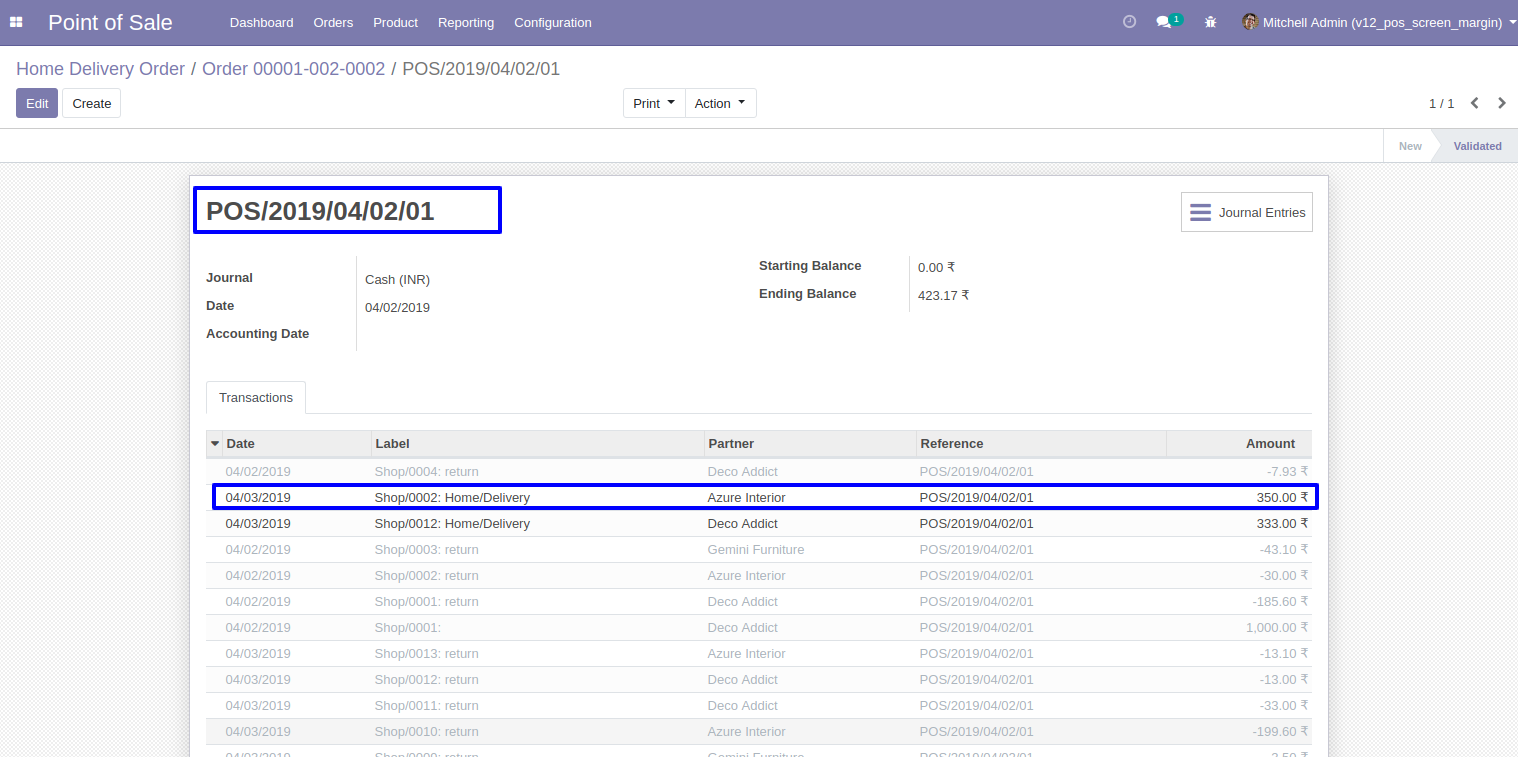 Point of Sale Dashboard Orders Product Reporting Configuration 1 Mitchell Admin (v12_pos_screen_margin)
Home Delivery Order / Order 00001-002-0002 / POS/2019/04/02/01
Edit Create Print Action 1 / 1
New Validated
POS/2019/04/02/01
Journal Entries
Journal Cash (INR)
Date 04/02/2019
Accounting Date
Starting Balance 0.00 ₹
Ending Balance 423.17 ₹
Transactions
Date Label Partner Reference Amount
04/02/2019 Shop/0004: return Deco Addict POS/2019/04/02/01 -7.93 ₹
04/03/2019 Shop/0002: Home/Delivery Azure Interior POS/2019/04/02/01 350.00 ₹
04/03/2019 Shop/0012: Home/Delivery Deco Addict POS/2019/04/02/01 333.00 ₹
04/02/2019 Shop/0003: return Gemini Furniture POS/2019/04/02/01 -43.10 ₹
04/02/2019 Shop/0002: return Azure Interior POS/2019/04/02/01 -30.00 ₹
04/02/2019 Shop/0001: return Deco Addict POS/2019/04/02/01 -185.60 ₹
04/02/2019 Shop/0001: Deco Addict POS/2019/04/02/01 1,000.00 ₹
04/03/2019 Shop/0013: return Azure Interior POS/2019/04/02/01 -13.10 ₹
04/03/2019 Shop/0012: return Deco Addict POS/2019/04/02/01 -13.00 ₹
04/03/2019 Shop/0011: return Deco Addict POS/2019/04/02/01 -33.00 ₹
04/03/2019 Shop/0010: return Azure Interior POS/2019/04/02/01 -199.60 ₹